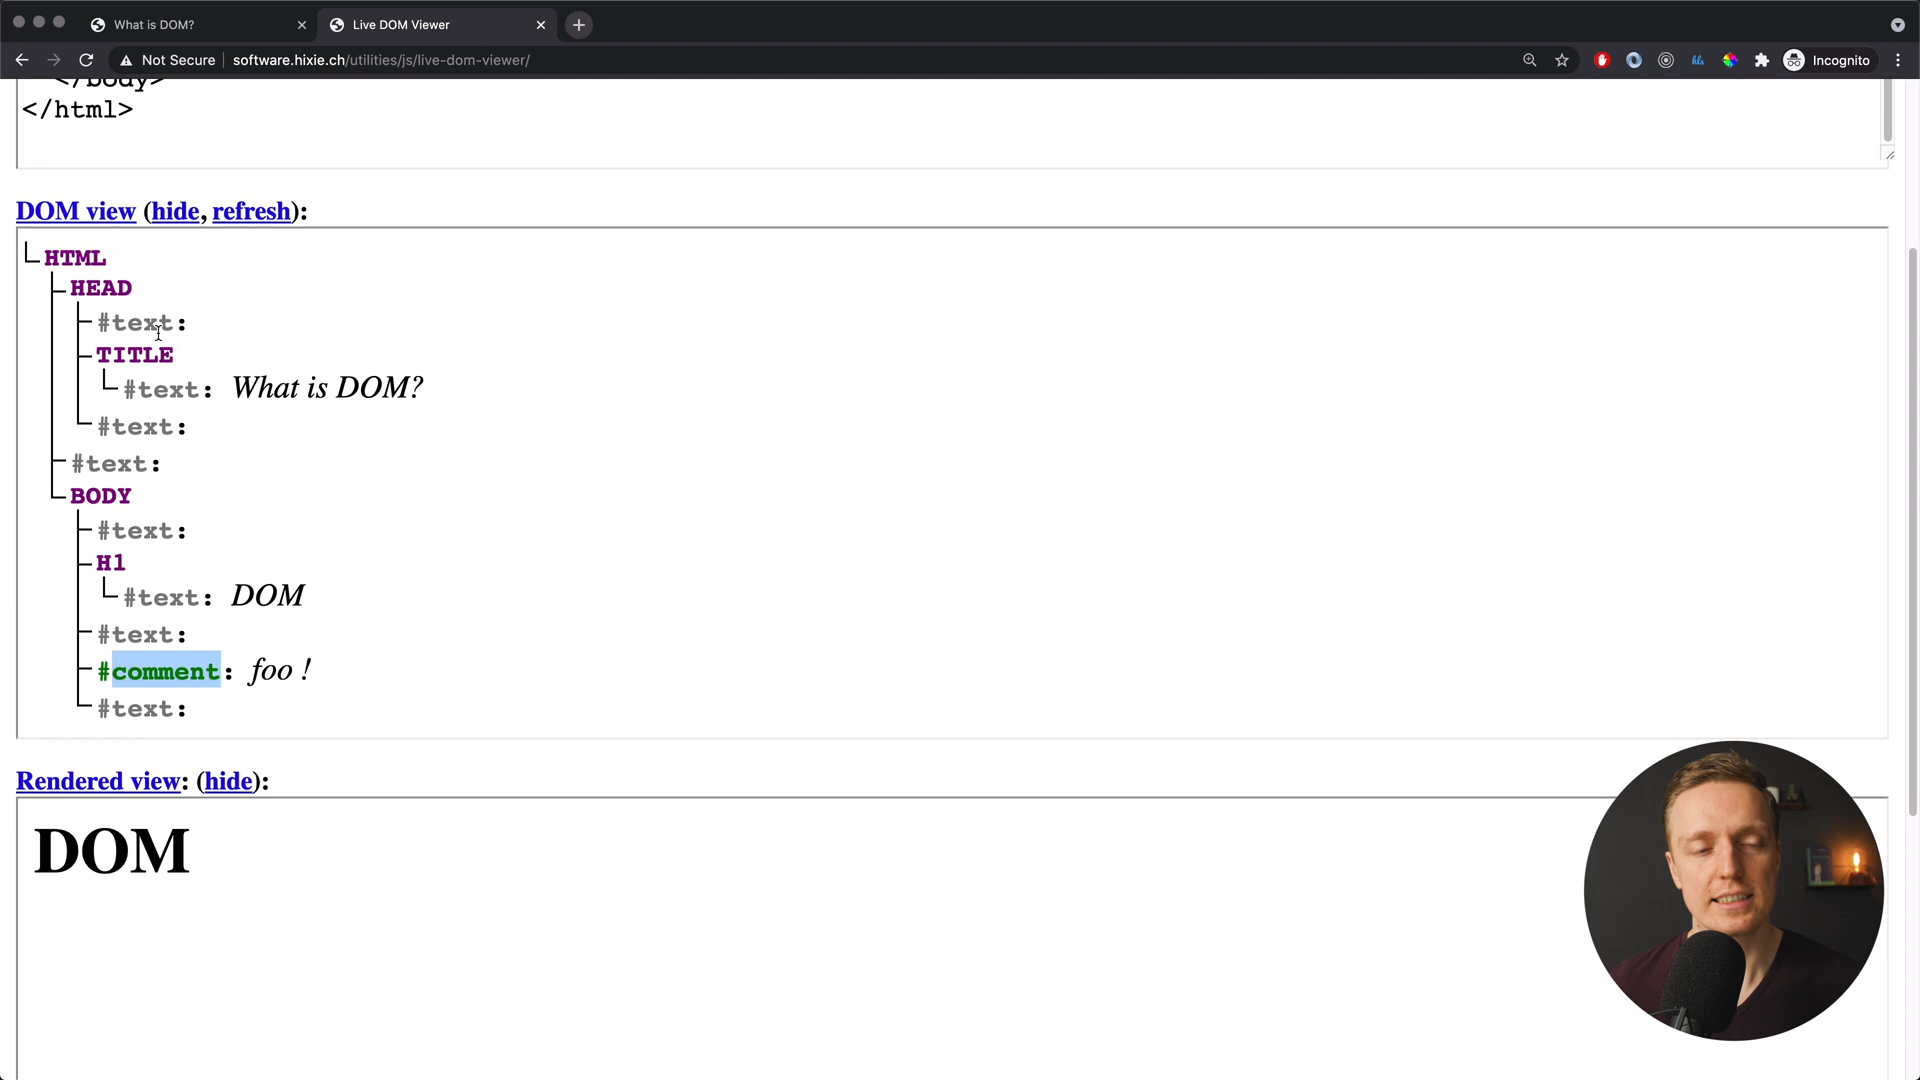 What is DOM?
Live DOM Viewer
Not Secure
software.hixie.ch/utilities/js/live-dom-viewer/
hls
Incognito
</body>
</html>
DOM view (hide, refresh):
HTML
HEAD
#text:
TITLE
#text: What is DOM?
#text:
#text:
BODY
#text:
H1
#text: DOM
#text:
#comment: foo !
#text:
Rendered view: (hide):
DOM